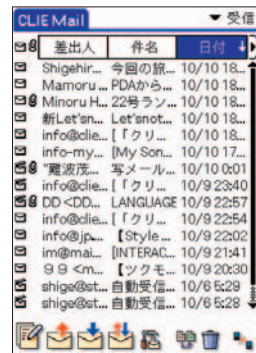 CLIE Mail ▼ 受信
差出人 件名 日付
Shigehir... 今回の旅... 10/10 18...
Mamoru ... PDAから... 10/10 18...
Minoru H... 22号ラン... 10/10 18...
新Let'sn... Let'snot... 10/10 18...
info@clie... [「クリ... 10/10 18...
info-my... [My Son... 10/10 17...
"難波茂... 写メール... 10/10 0:01
info@clie... [「クリ... 10/9 23:40
DD <DD... LANGUAGE 10/9 22:57
info@clie... [「クリ... 10/9 22:54
info@jp... 【Style ... 10/9 22:02
im@mai... [INTERAC... 10/9 21:41
99 <m... 【ツクモ... 10/9 20:30
shige@st... 自動受信... 10/6 5:29
shige@st... 自動受信... 10/6 5:28